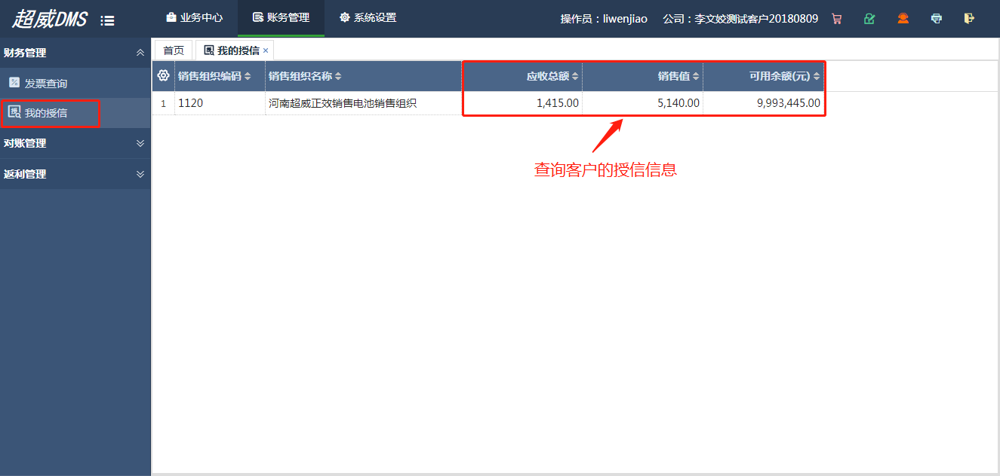 超威DMS
业务中心
账务管理
系统设置
操作员：liwenjiao
公司：李文姣测试客户20180809
财务管理
发票查询
我的授信
对账管理
返利管理
首页
我的授信 ×
销售组织编码 销售组织名称 应收总额 销售值 可用余额(元)
1 1120 河南超威正效销售电池销售组织 1,415.00 5,140.00 9,993,445.00
查询客户的授信信息